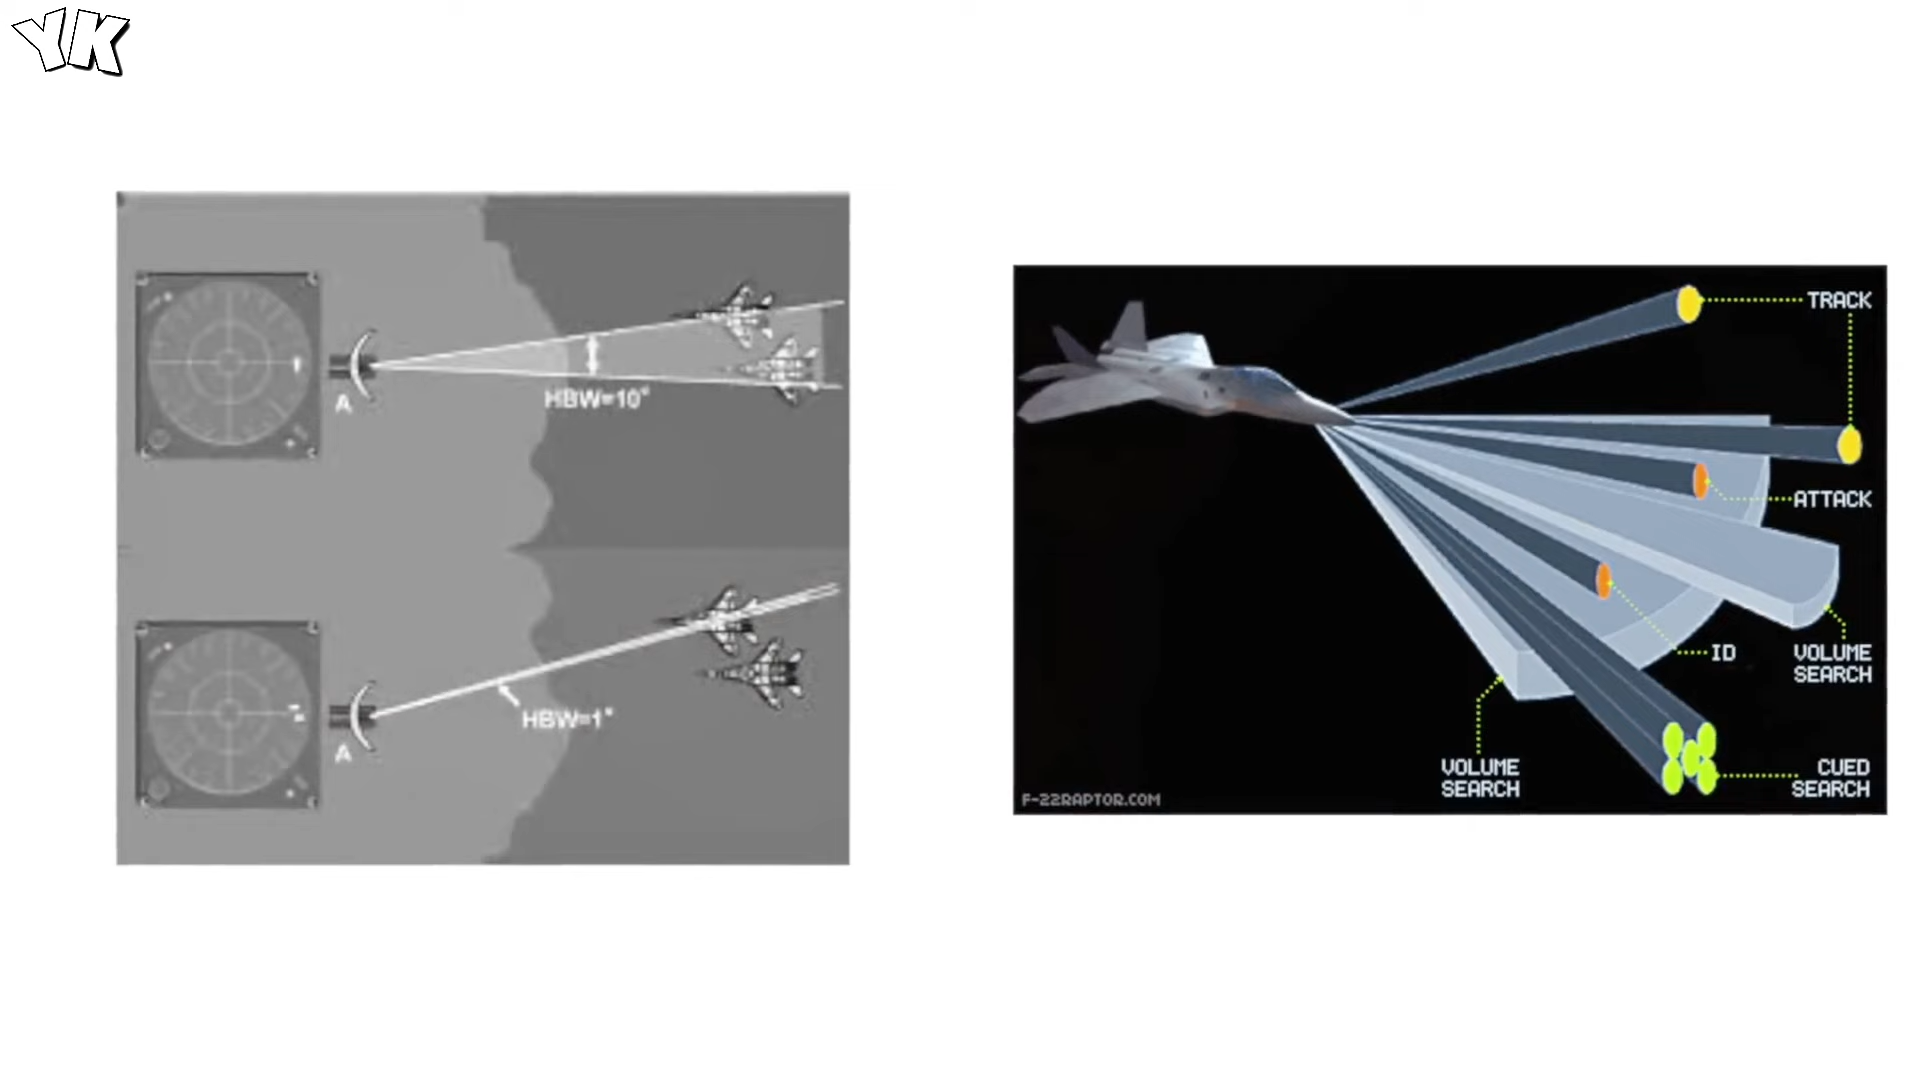 YK
A
HBW=10°
A
HBW=1°
TRACK
ATTACK
ID
VOLUME
SEARCH
VOLUME
SEARCH
CUED
SEARCH
F-22RAPTOR.COM